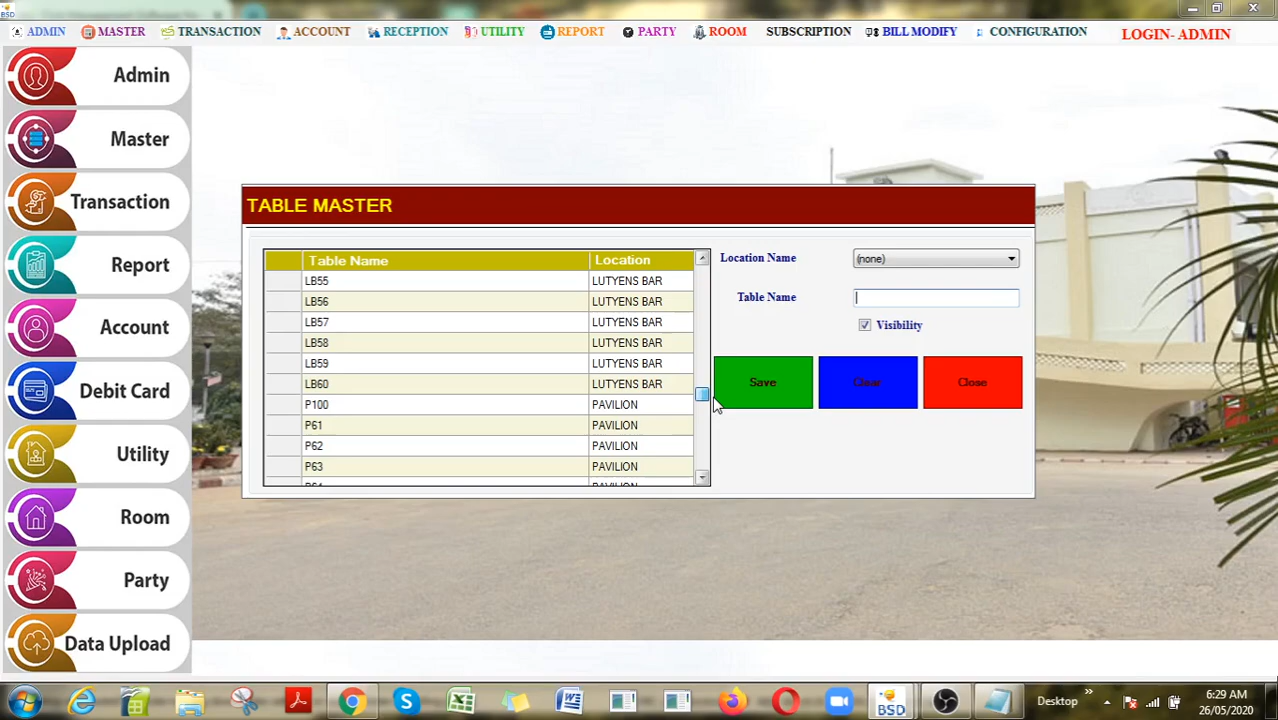 BSD
ADMIN MASTER TRANSACTION ACCOUNT RECEPTION UTILITY REPORT PARTY ROOM SUBSCRIPTION BILL MODIFY CONFIGURATION LOGIN- ADMIN
Admin
Master
Transaction
Report
Account
Debit Card
Utility
Room
Party
Data Upload
TABLE MASTER
Table Name Location
LB55 LUTYENS BAR
LB56 LUTYENS BAR
LB57 LUTYENS BAR
LB58 LUTYENS BAR
LB59 LUTYENS BAR
LB60 LUTYENS BAR
P100 PAVILION
P61 PAVILION
P62 PAVILION
P63 PAVILION
Location Name (none)
Table Name
Visibility
Save Clear Close
BSD
Desktop
6:29 AM
26/05/2020